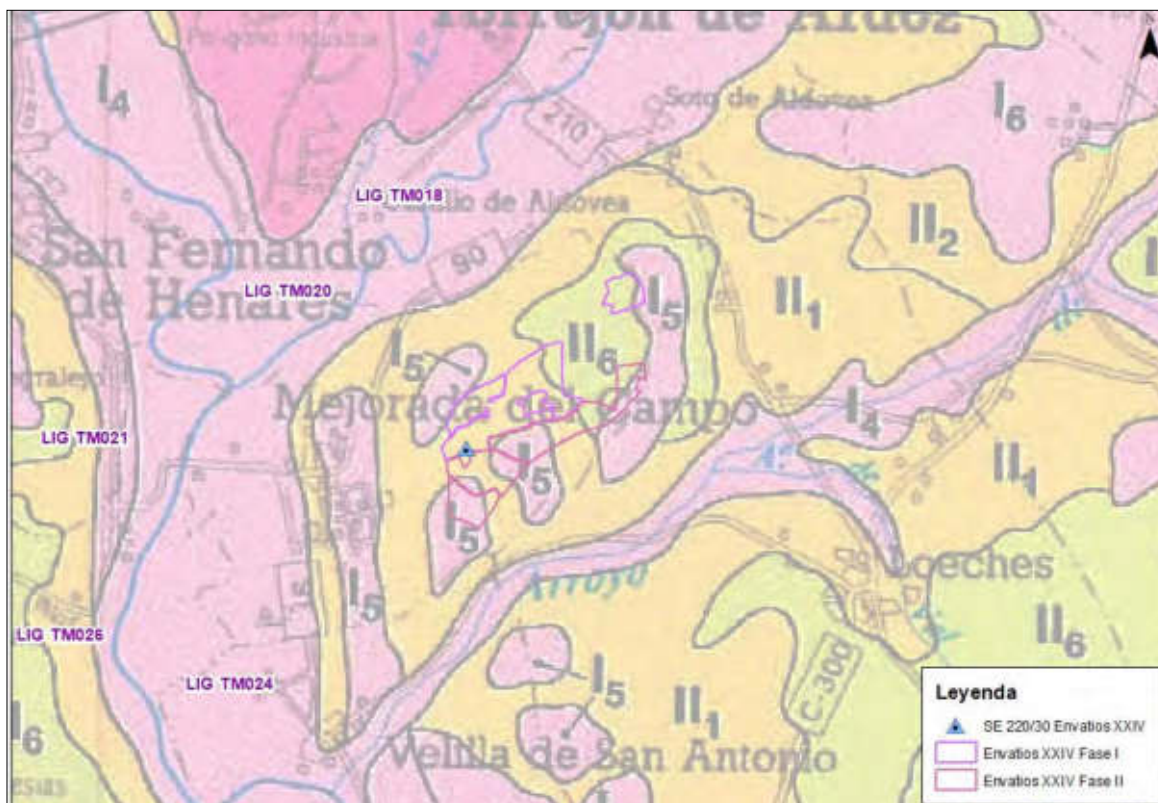 Torrejón de Ardoz
Polígono Industrial
I4
I6
Soto de Aldovea
210
LIG TM018
Castillo de Aldovea
San Fernando
de Henares
90
II2
LIG TM020
I5
II1
II6
I5
Mejorada del Campo
I4
LIG TM021
I5
II1
I5
Loeches
Arroyo
I5
LIG TM026
II6
LIG TM024
I5
C-300
II1
I6
Velilla de San Antonio
Leyenda
SE 220/30 Envatios XXIV
Envatios XXIV Fase I
Envatios XXIV Fase II